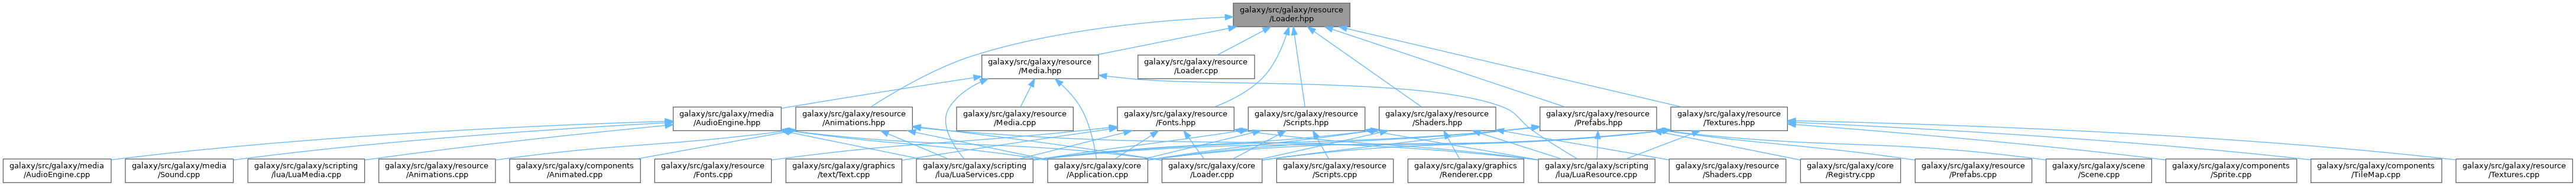 galaxy/src/galaxy/resource
/Loader.hpp
galaxy/src/galaxy/resource
/Media.hpp
galaxy/src/galaxy/resource
/Loader.cpp
galaxy/src/galaxy/media
/AudioEngine.hpp
galaxy/src/galaxy/resource
/Animations.hpp
galaxy/src/galaxy/resource
/Media.cpp
galaxy/src/galaxy/resource
/Fonts.hpp
galaxy/src/galaxy/resource
/Scripts.hpp
galaxy/src/galaxy/resource
/Shaders.hpp
galaxy/src/galaxy/resource
/Prefabs.hpp
galaxy/src/galaxy/resource
/Textures.hpp
galaxy/src/galaxy/media
/AudioEngine.cpp
galaxy/src/galaxy/media
/Sound.cpp
galaxy/src/galaxy/scripting
/lua/LuaMedia.cpp
galaxy/src/galaxy/resource
/Animations.cpp
galaxy/src/galaxy/components
/Animated.cpp
galaxy/src/galaxy/resource
/Fonts.cpp
galaxy/src/galaxy/graphics
/text/Text.cpp
galaxy/src/galaxy/scripting
/lua/LuaServices.cpp
galaxy/src/galaxy/core
/Application.cpp
galaxy/src/galaxy/core
/Loader.cpp
galaxy/src/galaxy/resource
/Scripts.cpp
galaxy/src/galaxy/graphics
/Renderer.cpp
galaxy/src/galaxy/scripting
/lua/LuaResource.cpp
galaxy/src/galaxy/resource
/Shaders.cpp
galaxy/src/galaxy/core
/Registry.cpp
galaxy/src/galaxy/resource
/Prefabs.cpp
galaxy/src/galaxy/scene
/Scene.cpp
galaxy/src/galaxy/components
/Sprite.cpp
galaxy/src/galaxy/components
/TileMap.cpp
galaxy/src/galaxy/resource
/Textures.cpp